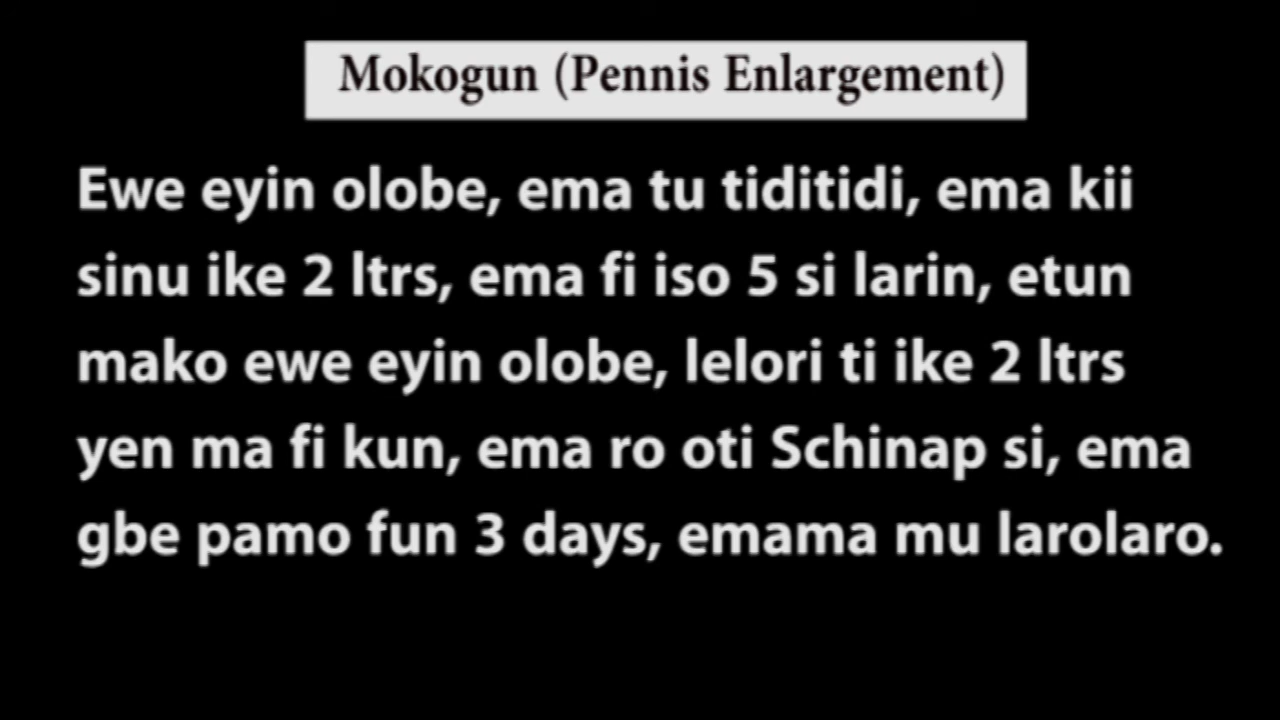 Mokogun (Pennis Enlargement)
Ewe eyin olobe, ema tu tiditidi, ema kii
sinu ike 2 ltrs, ema fi iso 5 si larin, etun
mako ewe eyin olobe, lelori ti ike 2 ltrs
yen ma fi kun, ema ro oti Schinap si, ema
gbe pamo fun 3 days, emama mu larolaro.